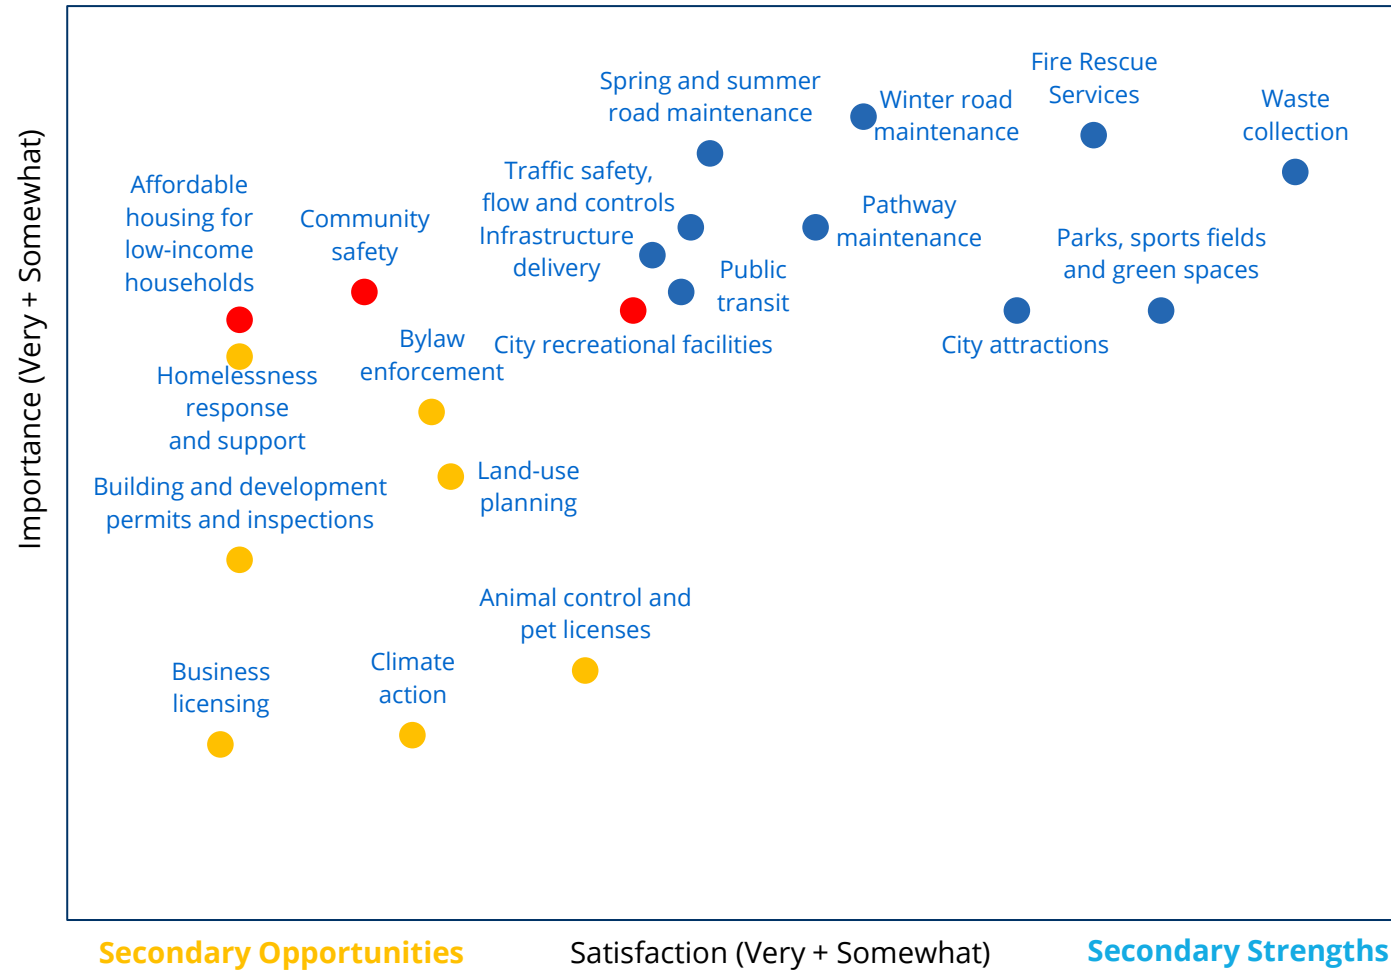 Importance (Very + Somewhat)
Spring and summer
road maintenance
Winter road
maintenance
Fire Rescue
Services
Waste
collection
Affordable
housing for
low-income
households
Community
safety
Traffic safety,
flow and controls
Infrastructure
delivery
Public
transit
Pathway
maintenance
Parks, sports fields
and green spaces
Bylaw
enforcement
City recreational facilities
City attractions
Homelessness
response
and support
Land-use
planning
Building and development
permits and inspections
Animal control and
pet licenses
Business
licensing
Climate
action
Secondary Opportunities
Satisfaction (Very + Somewhat)
Secondary Strengths